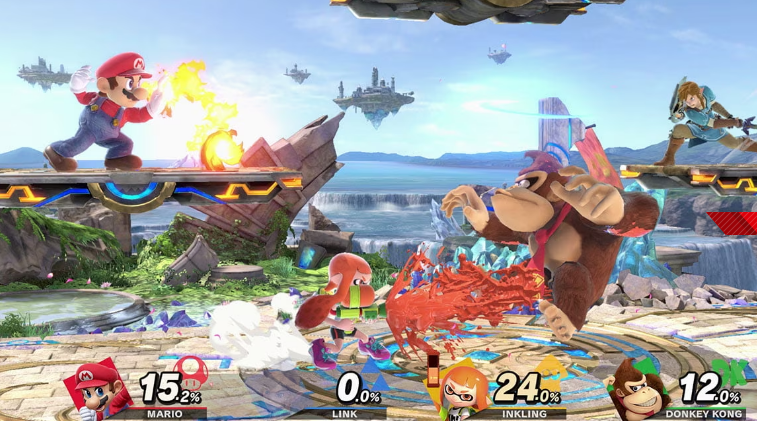 15.2%
MARIO
0.0%
LINK
24.0%
INKLING
12.0%
DONKEY KONG